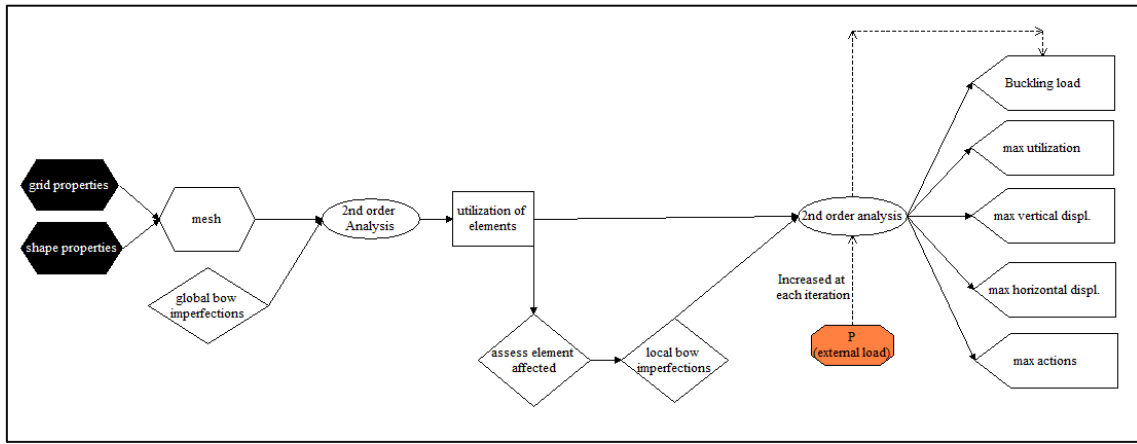 grid properties
shape properties
mesh
global bow
imperfections
2nd order
Analysis
utilization of
elements
assess element
affected
local bow
imperfections
2nd order analysis
Increased at
each iteration
P
(external load)
Buckling load
max utilization
max vertical displ.
max horizontal displ.
max actions